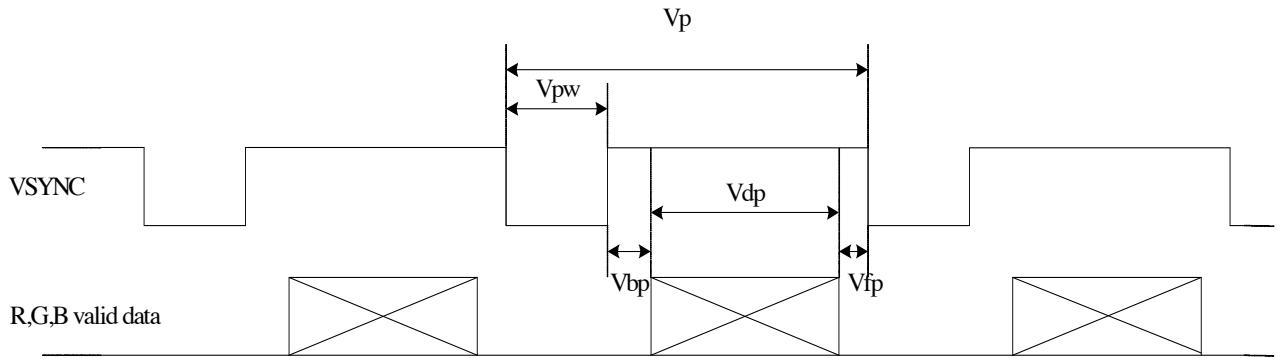 Vp
Vpw
VSYNC
Vdp
Vbp
Vfp
R,G,B valid data